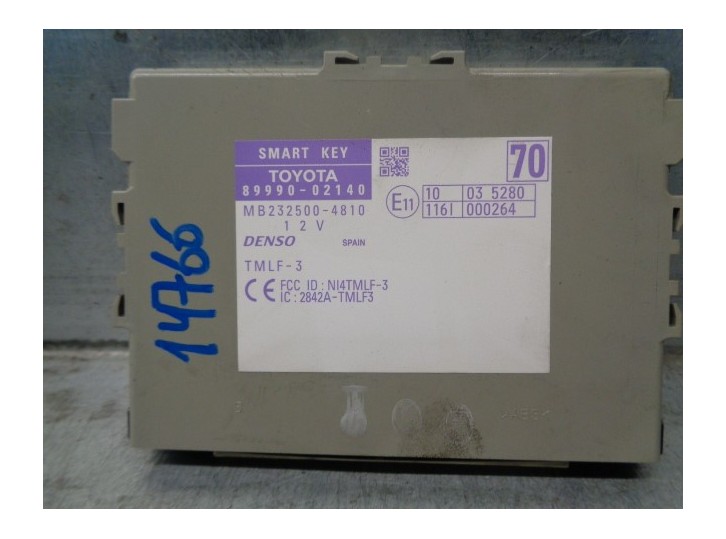 SMART KEY
TOYOTA
89990-02140
MB232500-4810
12V
DENSO SPAIN
TMLF-3
CE FCC ID : NI4TMLF-3
IC : 2842A-TMLF3
70
E11 10 03 5280
116I 000264
14766